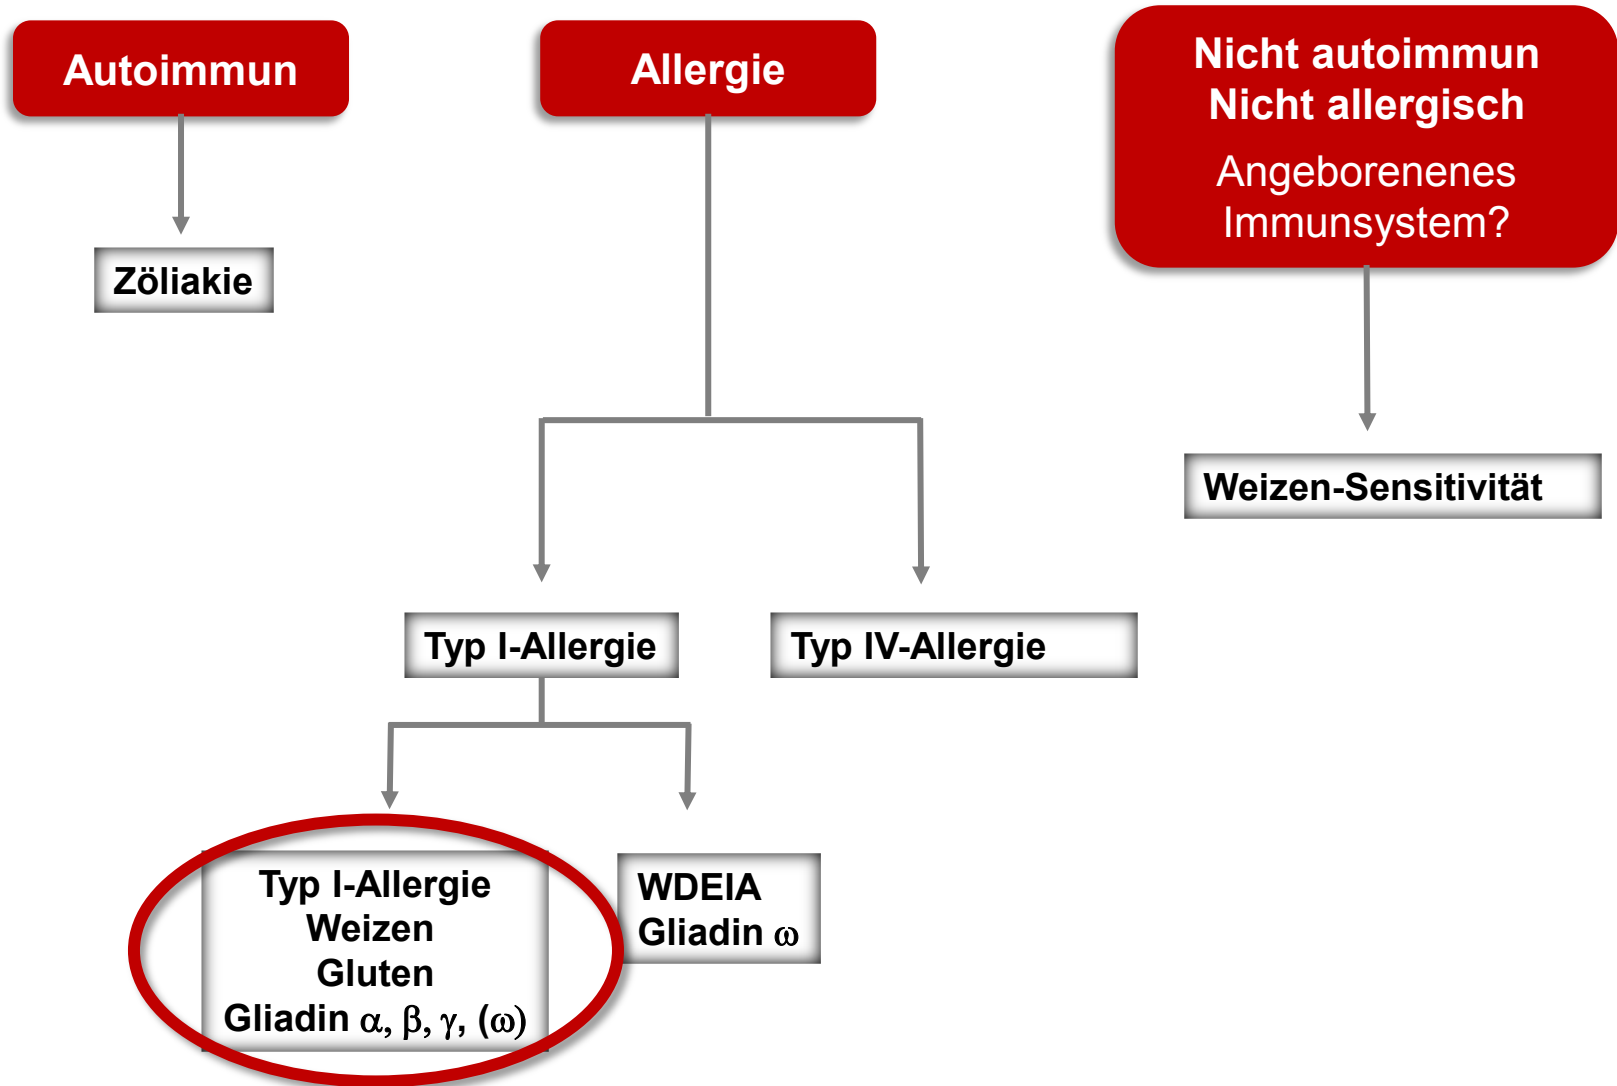 Autoimmun
Allergie
Nicht autoimmun
Nicht allergisch
Angeborenenes
Immunsystem?
Zöliakie
Weizen-Sensitivität
Typ I-Allergie
Typ IV-Allergie
Typ I-Allergie
Weizen
Gluten
Gliadin α, β, γ, (ω)
WDEIA
Gliadin ω